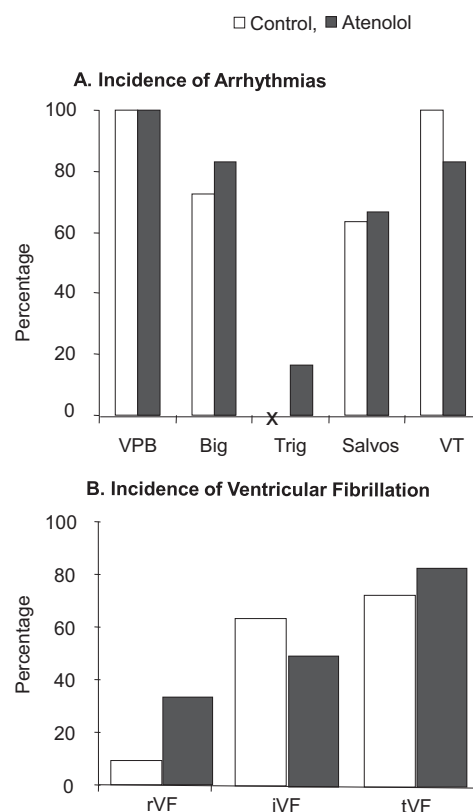 Control, Atenolol
A. Incidence of Arrhythmias
100
80
60
40
20
0
Percentage
x
VPB Big Trig Salvos VT
B. Incidence of Ventricular Fibrillation
100
80
60
40
20
0
Percentage
rVF iVF tVF